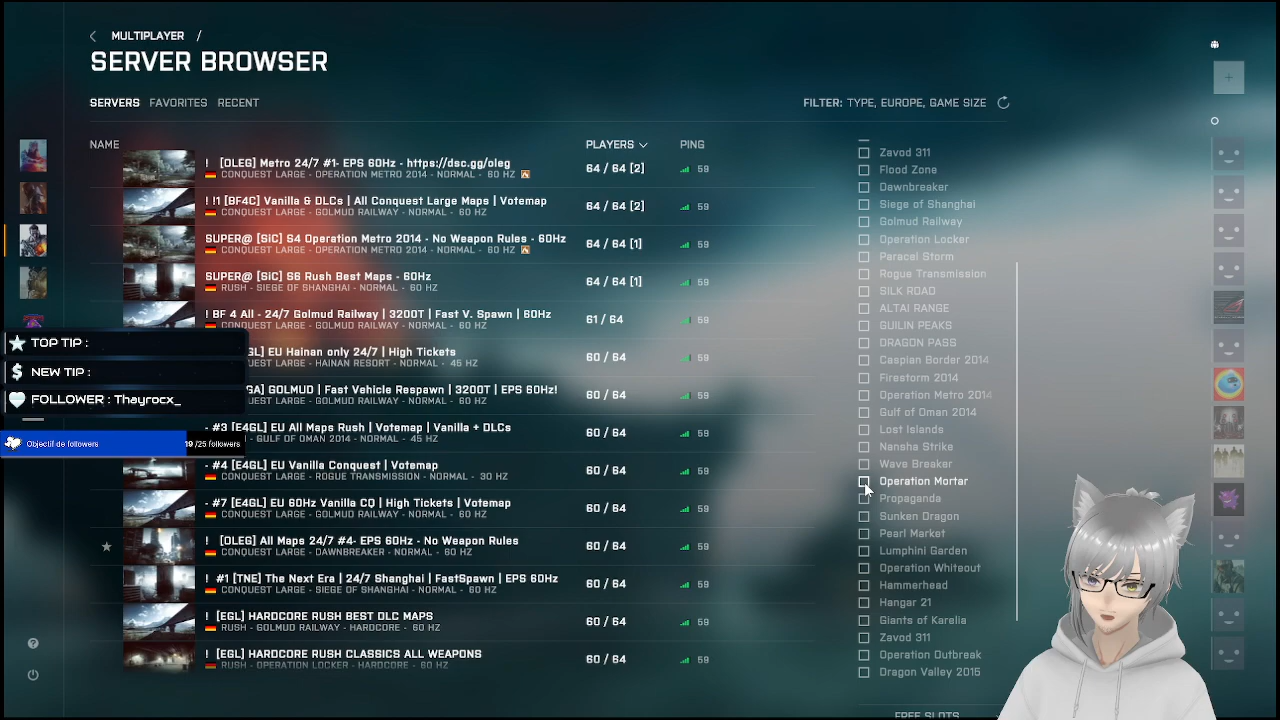 MULTIPLAYER /
SERVER BROWSER
SERVERS FAVORITES RECENT
FILTER: TYPE, EUROPE, GAME SIZE
NAME PLAYERS PING
! [OLEG] Metro 24/7 #1- EPS 60Hz - https://dsc.gg/oleg 64 / 64 [2] 59
CONQUEST LARGE - OPERATION METRO 2014 - NORMAL - 60 HZ
! !1 [BF4C] Vanilla & DLCs | All Conquest Large Maps | Votemap 64 / 64 [2] 59
CONQUEST LARGE - GOLMUD RAILWAY - NORMAL - 60 HZ
SUPER@ [SiC] S4 Operation Metro 2014 - No Weapon Rules - 60Hz 64 / 64 [1] 59
CONQUEST LARGE - OPERATION METRO 2014 - NORMAL - 60 HZ
SUPER@ [SiC] S6 Rush Best Maps - 60Hz 64 / 64 [1] 59
RUSH - SIEGE OF SHANGHAI - NORMAL - 60 HZ
! BF 4 All - 24/7 Golmud Railway | 3200T | Fast V. Spawn | 60Hz 61 / 64 59
CONQUEST LARGE - GOLMUD RAILWAY - NORMAL - 60 HZ
GL] EU Hainan only 24/7 | High Tickets 60 / 64 59
LARGE - HAINAN RESORT - NORMAL - 45 HZ
GA] GOLMUD | Fast Vehicle Respawn | 3200T | EPS 60Hz! 60 / 64 59
LARGE - GOLMUD RAILWAY - NORMAL - 60 HZ
- #3 [E4GL] EU All Maps Rush | Votemap | Vanilla + DLCs 60 / 64 59
- GULF OF OMAN 2014 - NORMAL - 45 HZ
- #4 [E4GL] EU Vanilla Conquest | Votemap 60 / 64 59
CONQUEST LARGE - ROGUE TRANSMISSION - NORMAL - 30 HZ
- #7 [E4GL] EU 60Hz Vanilla CQ | High Tickets | Votemap 60 / 64 59
CONQUEST LARGE - GOLMUD RAILWAY - NORMAL - 60 HZ
! [OLEG] All Maps 24/7 #4- EPS 60Hz - No Weapon Rules 60 / 64 59
CONQUEST LARGE - DAWNBREAKER - NORMAL - 60 HZ
! #1 [TNE] The Next Era | 24/7 Shanghai | FastSpawn | EPS 60Hz 60 / 64 59
CONQUEST LARGE - SIEGE OF SHANGHAI - NORMAL - 60 HZ
! [EGL] HARDCORE RUSH BEST DLC MAPS 60 / 64 59
RUSH - GOLMUD RAILWAY - HARDCORE - 60 HZ
! [EGL] HARDCORE RUSH CLASSICS ALL WEAPONS 60 / 64 59
RUSH - OPERATION LOCKER - HARDCORE - 60 HZ
TOP TIP :
NEW TIP :
FOLLOWER : Thayrocx_
Objectif de followers 19 /25 followers
Zavod 311
Flood Zone
Dawnbreaker
Siege of Shanghai
Golmud Railway
Operation Locker
Paracal Storm
Rogue Transmission
SILK ROAD
ALTAI RANGE
GUILIN PEAKS
DRAGON PASS
Caspian Border 2014
Firestorm 2014
Operation Metro 2014
Gulf of Oman 2014
Lost Islands
Nansha Strike
Wave Breaker
Operation Mortar
Propaganda
Sunken Dragon
Pearl Market
Lumphini Garden
Operation Whiteout
Hammerhead
Hangar 21
Giants of Karelia
Zavod 311
Operation Outbreak
Dragon Valley 2015
FREE SLOTS